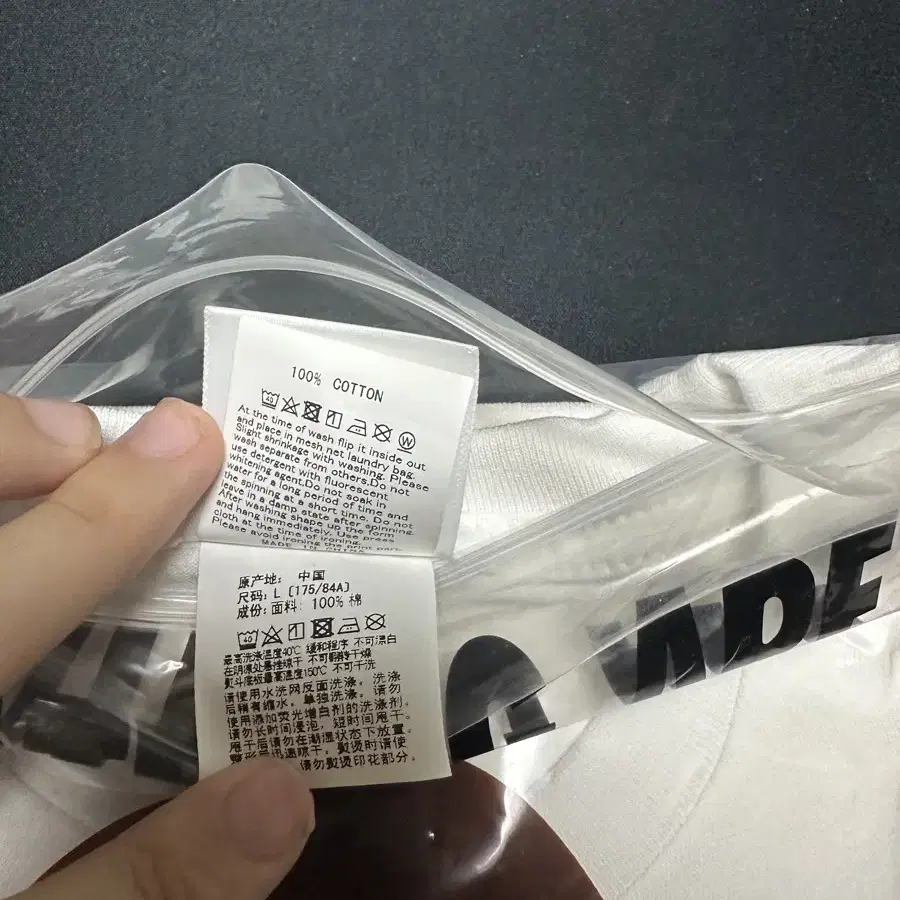 100% COTTON
40
W
At the time of wash flip it inside out
and place in mesh net laundry bag.
Slight shrinkage with washing. Please
wash separate from others.Do not
use detergent with fluorescent
whitening agent.Do not soak in
water for a long period of time and
the spinning at a short time. Do not
leave in a damp state after spinning.
After washing shape up the form
and hang immediately. Use press
cloth at the time of ironing.
Please avoid ironing the print part.
MADE IN CHINA
原产地： 中国
尺码： L (175/84A)
成份：面料：100% 棉
40
最高洗涤温度40℃ 缓和程序 不可漂白
在阴凉处悬挂晾干 不可翻转干燥
熨斗底板最高温度150℃ 不可干洗
请使用水洗网反面洗涤。洗涤
后稍有缩水。单独洗涤。请勿
使用添加荧光增白剂的洗涤剂。
请勿长时间浸泡，短时间甩干。
甩干后请勿在潮湿状态下放置。
整形后迅速晾干。熨烫时请使
请勿熨烫印花部分。